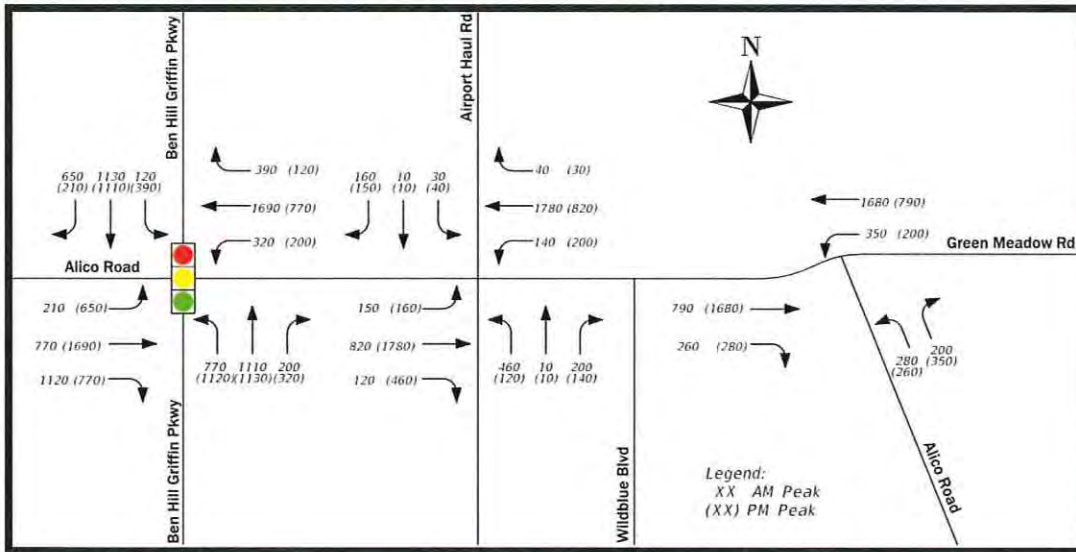 Ben Hill Griffin Pkwy
Airport Haul Rd
N
650 1130 120
(210) (1110)(390)
390 (120)
1690 (770)
320 (200)
160 10 30
(150) (10) (40)
40 (30)
1780 (820)
140 (200)
1680 (790)
350 (200)
Green Meadow Rd
Alico Road
210 (650)
770 (1690)
1120 (770)
770 1110 200
(1120)(1130) (320)
150 (160)
820 (1780)
120 (460)
460 10 200
(120) (10) (140)
790 (1680)
260 (280)
280
(260)
200
(350)
Ben Hill Griffin Pkwy
Wildblue Blvd
Alico Road
Legend:
XX AM Peak
(XX) PM Peak